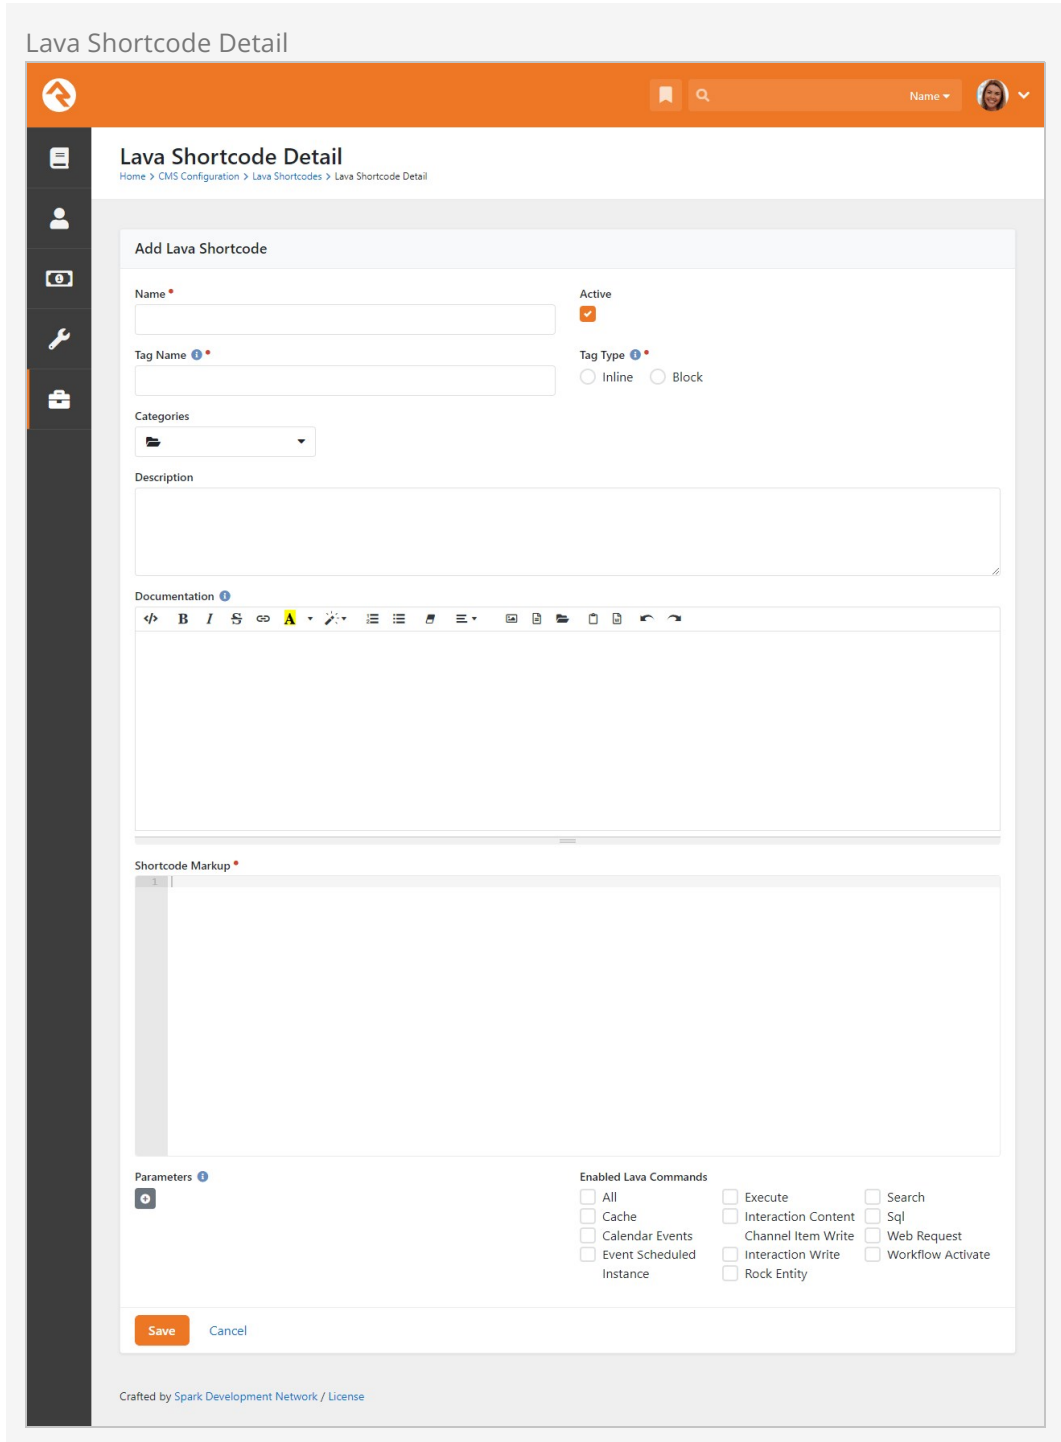 Lava Shortcode Detail
Name
Lava Shortcode Detail
Home > CMS Configuration > Lava Shortcodes > Lava Shortcode Detail
Add Lava Shortcode
Name
Active
Tag Name
Tag Type
Inline Block
Categories
Description
Documentation
B I S A
Shortcode Markup
1
Parameters
Enabled Lava Commands
All
Cache
Calendar Events
Event Scheduled
Instance
Execute
Interaction Content
Channel Item Write
Interaction Write
Rock Entity
Search
Sql
Web Request
Workflow Activate
Save Cancel
Crafted by Spark Development Network / License